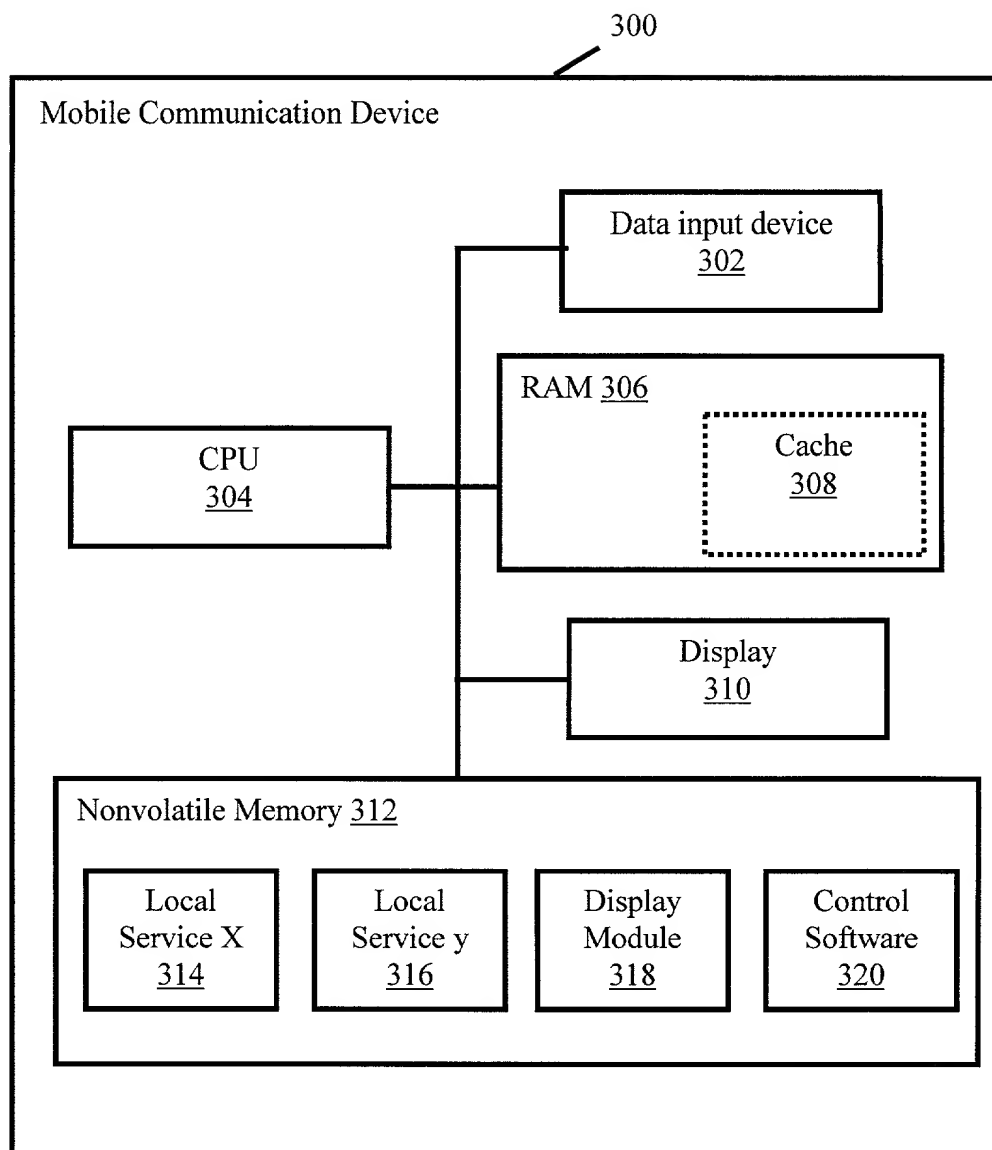 300
Mobile Communication Device
Data input device
302
RAM 306
Cache
308
CPU
304
Display
310
Nonvolatile Memory 312
Local
Service X
314
Local
Service y
316
Display
Module
318
Control
Software
320